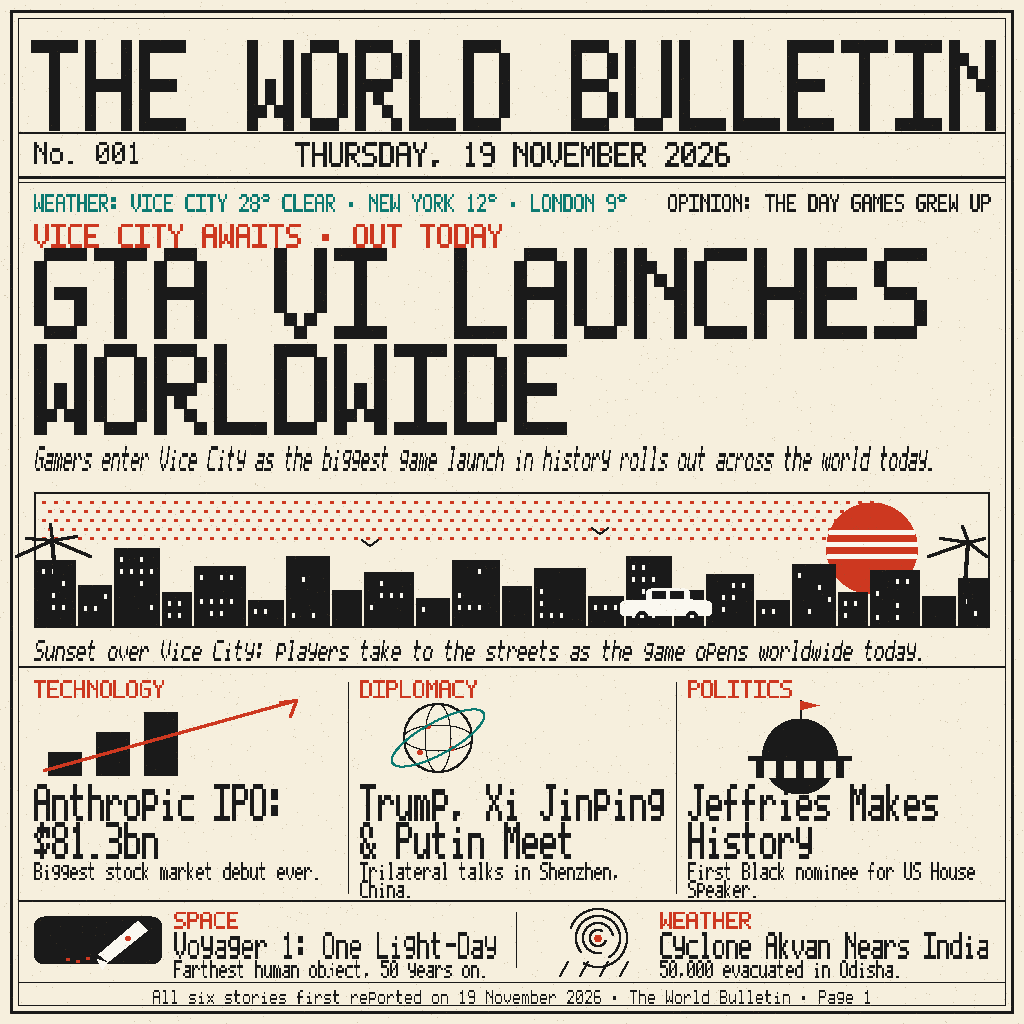 THE WORLD BULLETIN
No. 001
THURSDAY, 19 NOVEMBER 2026
WEATHER: VICE CITY 28° CLEAR · NEW YORK 12° · LONDON 9°
OPINION: THE DAY GAMES GREW UP
VICE CITY AWAITS · OUT TODAY
GTA VI LAUNCHES
WORLDWIDE
Gamers enter Vice City as the biggest game launch in history rolls out across the world today.
Sunset over Vice City: Players take to the streets as the game opens worldwide today.
TECHNOLOGY
Anthropic IPO:
$81.3bn
Biggest stock market debut ever.
DIPLOMACY
Trump, Xi Jinping
& Putin Meet
Trilateral talks in Shenzhen,
China.
POLITICS
Jeffries Makes
History
First Black nominee for US House
Speaker.
SPACE
Voyager 1: One Light-Day
Farthest human object, 50 years on.
WEATHER
Cyclone Akvan Nears India
50,000 evacuated in Odisha.
All six stories first reported on 19 November 2026 · The World Bulletin · Page 1